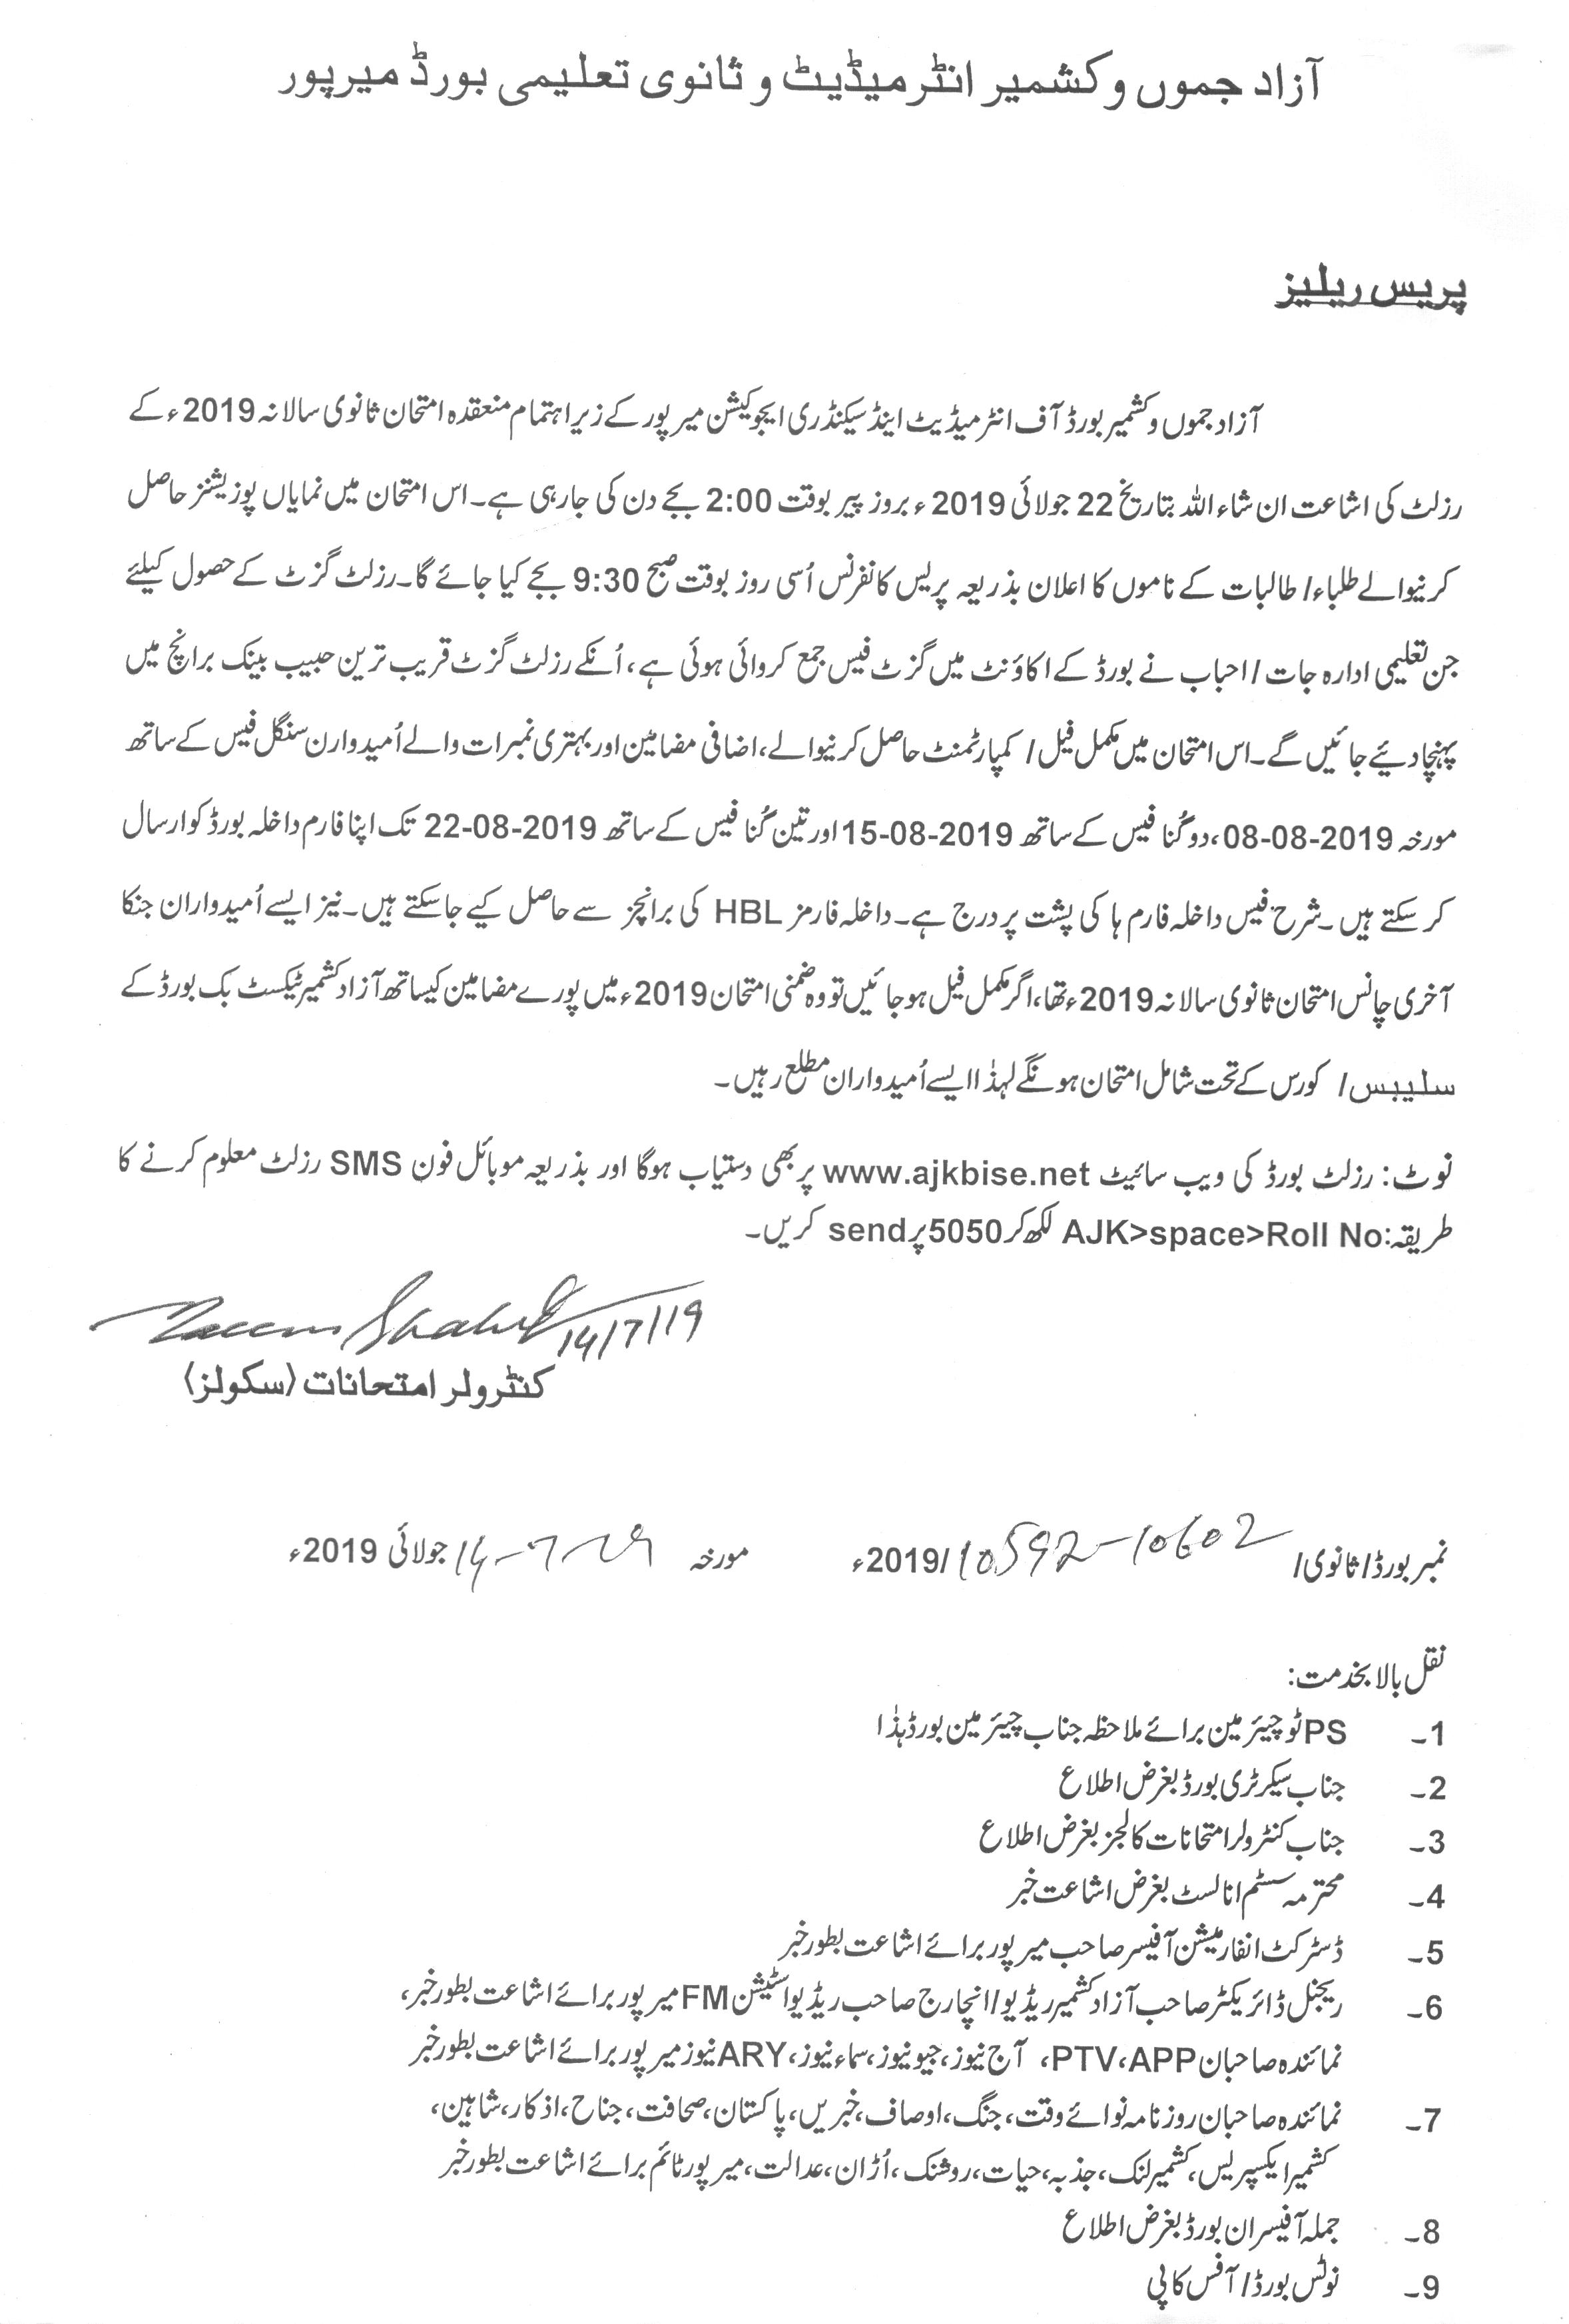 آزاد جموں و کشمیر انٹرمیڈیٹ و ثانوی تعلیمی بورڈ میرپور
پریس ریلیز
آزاد جموں و کشمیر بورڈ آف انٹرمیڈیٹ اینڈ سیکنڈری ایجوکیشن میرپور کے زیر اہتمام منعقدہ امتحان ثانوی سالانہ 2019ء کے
رزلٹ کی اشاعت ان شاء اللہ بتاریخ 22 جولائی 2019ء بروز پیر بوقت 2:00 بجے دن کی جارہی ہے۔ اس امتحان میں نمایاں پوزیشنز حاصل
کرنیوالے طلباء/ طالبات کے ناموں کا اعلان بذریعہ پریس کانفرنس اُسی روز بوقت صبح 9:30 بجے کیا جائے گا۔ رزلٹ گزٹ کے حصول کیلئے
جن تعلیمی ادارہ جات / احباب نے بورڈ کے اکاؤنٹ میں گزٹ فیس جمع کروائی ہوئی ہے، اُنکے رزلٹ گزٹ قریب ترین حبیب بینک برانچ میں
پہنچا دیئے جائیں گے۔ اس امتحان میں مکمل فیل / کمپارٹمنٹ حاصل کرنیوالے، اضافی مضامین اور بہتری نمبرات والے اُمیدوارن سنگل فیس کے ساتھ
مورخہ 08-08-2019، دو گُنا فیس کے ساتھ 15-08-2019 اور تین گُنا فیس کے ساتھ 22-08-2019 تک اپنا فارم داخلہ بورڈ کو ارسال
کر سکتے ہیں۔ شرح فیس داخلہ فارم ہا کی پشت پر درج ہے۔ داخلہ فارمز HBL کی برانچز سے حاصل کیے جاسکتے ہیں۔ نیز ایسے اُمیدواران جنکا
آخری چانس امتحان ثانوی سالانہ 2019ء تھا، اگر مکمل فیل ہو جائیں تو وہ ضمنی امتحان 2019ء میں پورے مضامین کیساتھ آزاد کشمیر ٹیکسٹ بک بورڈ کے
سلیبس/ کورس کے تحت شامل امتحان ہونگے لہذٰا ایسے اُمیدواران مطلع رہیں۔
نوٹ: رزلٹ بورڈ کی ویب سائیٹ www.ajkbise.net پر بھی دستیاب ہوگا اور بذریعہ موبائل فون SMS رزلٹ معلوم کرنے کا
طریقہ: AJK>space>Roll No لکھ کر 5050 پر send کریں۔
Naeem Shahid 14/7/19
کنٹرولر امتحانات (سکولز)
نمبر بورڈ/ ثانوی/ 10592-10602 /2019ء مورخہ 14-7-2019 جولائی 2019ء
نقل بالا بخدمت:
1۔ PS ٹو چیئرمین برائے ملاحظہ جناب چیئرمین بورڈ ہذٰا
2۔ جناب سیکرٹری بورڈ بغرض اطلاع
3۔ جناب کنٹرولر امتحانات کالجز بغرض اطلاع
4۔ محترمہ سسٹم انالسٹ بغرض اشاعت خبر
5۔ ڈسٹرکٹ انفارمیشن آفیسر صاحب میرپور برائے اشاعت بطور خبر
6۔ ریجنل ڈائریکٹر صاحب آزاد کشمیر ریڈیو/ انچارج صاحب ریڈیو اسٹیشن FM میرپور برائے اشاعت بطور خبر،
نمائندہ صاحبان PTV، APP، آج نیوز، جیو نیوز، سماء نیوز، ARY نیوز میرپور برائے اشاعت بطور خبر
7۔ نمائندہ صاحبان روزنامہ نوائے وقت، جنگ، اوصاف، خبریں، پاکستان، صحافت، جناح، اذکار، شاہین،
کشمیر ایکسپریس، کشمیر لنک، جذبہ، حیات، روشنک، اُڑان، عدالت، میرپور ٹائم برائے اشاعت بطور خبر
8۔ جملہ آفیسران بورڈ بغرض اطلاع
9۔ نوٹس بورڈ/ آفس کاپی